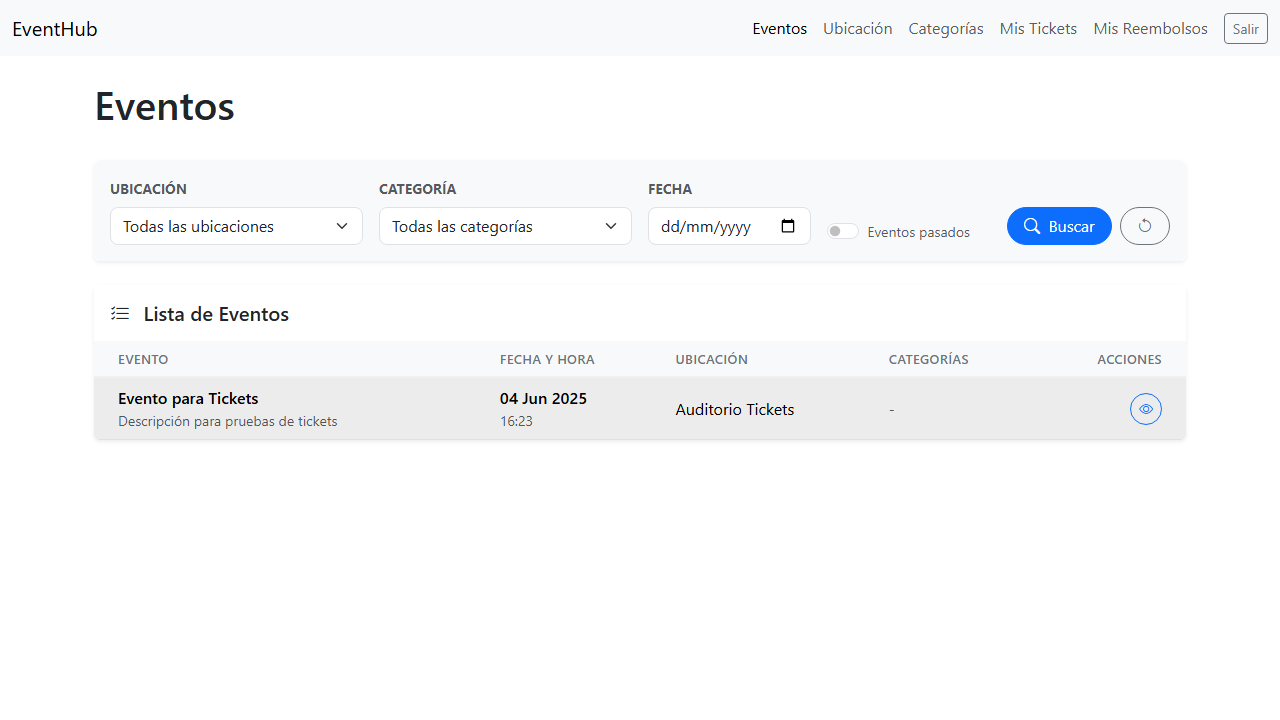 EventHub
Eventos Ubicación Categorías Mis Tickets Mis Reembolsos Salir
Eventos
UBICACIÓN CATEGORÍA FECHA
Todas las ubicaciones Todas las categorías dd/mm/yyyy Eventos pasados Buscar
Lista de Eventos
EVENTO FECHA Y HORA UBICACIÓN CATEGORÍAS ACCIONES
Evento para Tickets 04 Jun 2025 Auditorio Tickets -
Descripción para pruebas de tickets 16:23